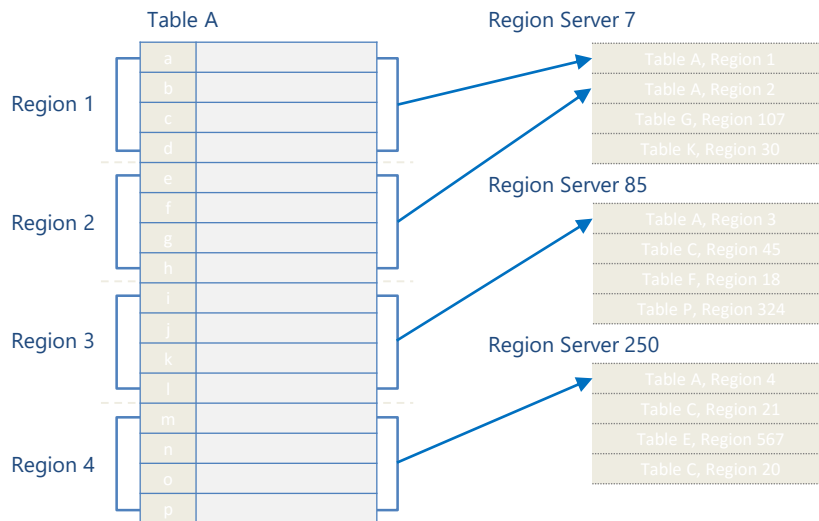 Table A
a
b
c
d
e
f
g
h
i
j
k
l
m
n
o
p
Region 1
Region 2
Region 3
Region 4
Region Server 7
Table A, Region 1
Table A, Region 2
Table G, Region 107
Table K, Region 30
Region Server 85
Table A, Region 3
Table C, Region 45
Table F, Region 18
Table P, Region 324
Region Server 250
Table A, Region 4
Table C, Region 21
Table E, Region 567
Table C, Region 20